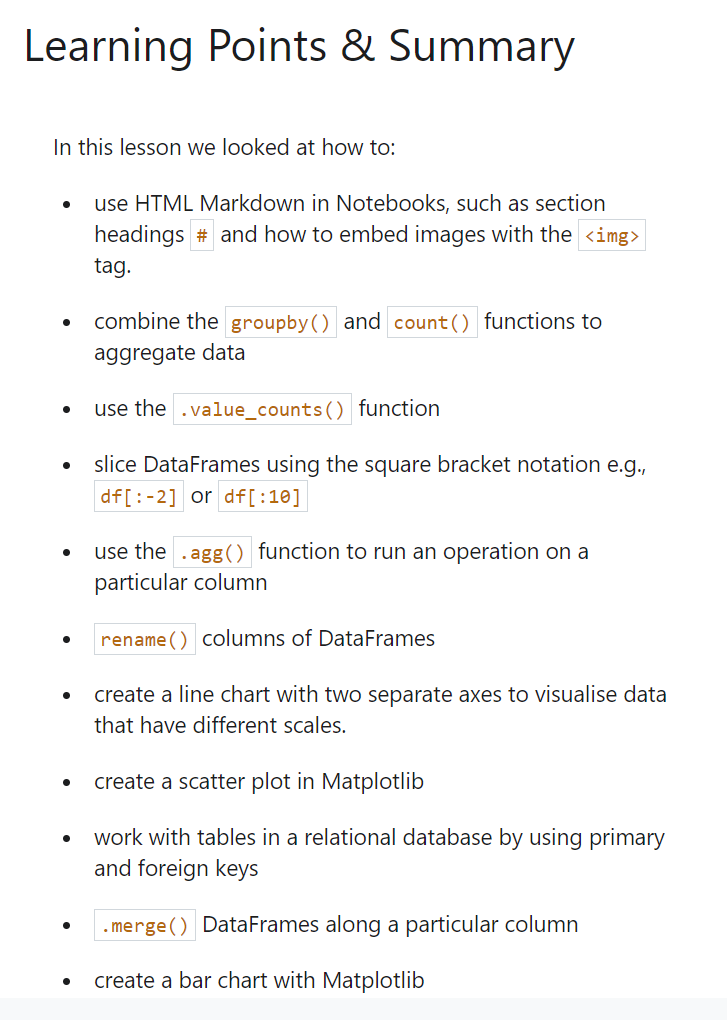 Learning Points & Summary
In this lesson we looked at how to:
• use HTML Markdown in Notebooks, such as section
headings # and how to embed images with the <img>
tag.
• combine the groupby() and count() functions to
aggregate data
• use the .value_counts() function
• slice DataFrames using the square bracket notation e.g.,
df[:-2] or df[:10]
• use the .agg() function to run an operation on a
particular column
• rename() columns of DataFrames
• create a line chart with two separate axes to visualise data
that have different scales.
• create a scatter plot in Matplotlib
• work with tables in a relational database by using primary
and foreign keys
• .merge() DataFrames along a particular column
• create a bar chart with Matplotlib